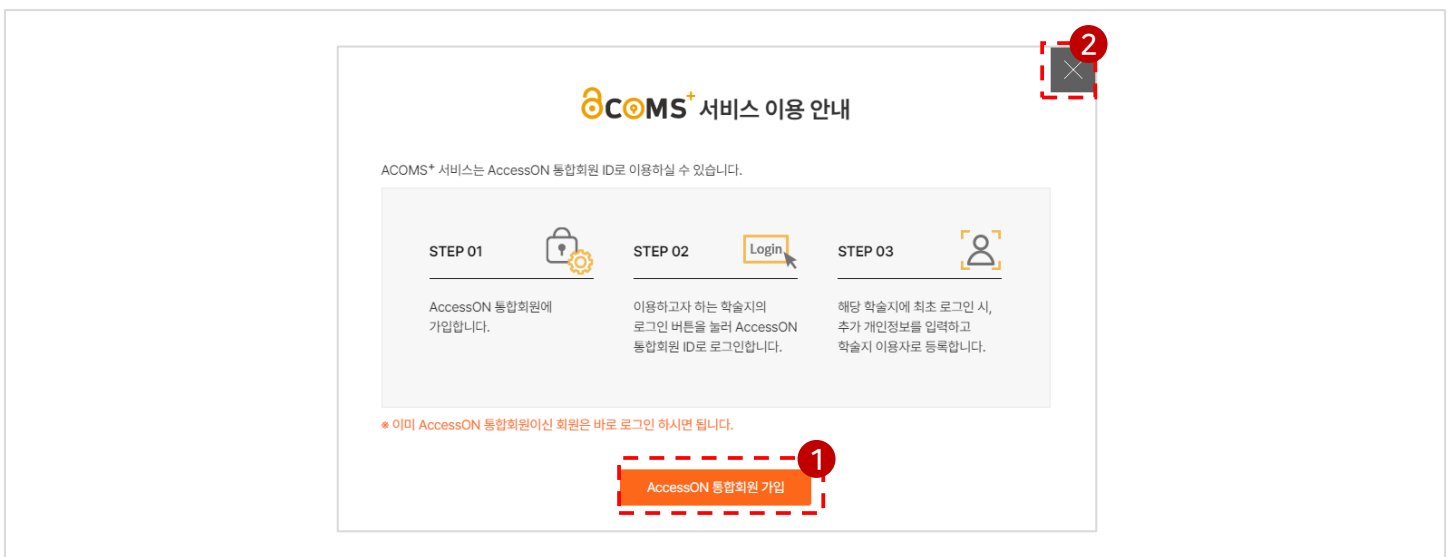 2
ACOMS+ 서비스 이용 안내
ACOMS+ 서비스는 AccessON 통합회원 ID로 이용하실 수 있습니다.
STEP 01
AccessON 통합회원에
가입합니다.
Login
STEP 02
이용하고자 하는 학술지의
로그인 버튼을 눌러 AccessON
통합회원 ID로 로그인합니다.
STEP 03
해당 학술지에 최초 로그인 시,
추가 개인정보를 입력하고
학술지 이용자로 등록합니다.
※ 이미 AccessON 통합회원이신 회원은 바로 로그인 하시면 됩니다.
1
AccessON 통합회원 가입